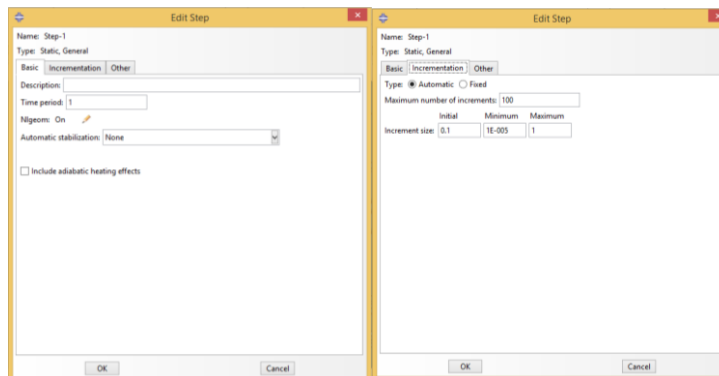 Edit Step
Name: Step-1
Type: Static, General
Basic Incrementation Other
Description:
Time period: 1
Nlgeom: On
Automatic stabilization: None
Include adiabatic heating effects
OK Cancel
Edit Step
Name: Step-1
Type: Static, General
Basic Incrementation Other
Type: Automatic Fixed
Maximum number of increments: 100
Initial Minimum Maximum
Increment size: 0.1 1E-005 1
OK Cancel